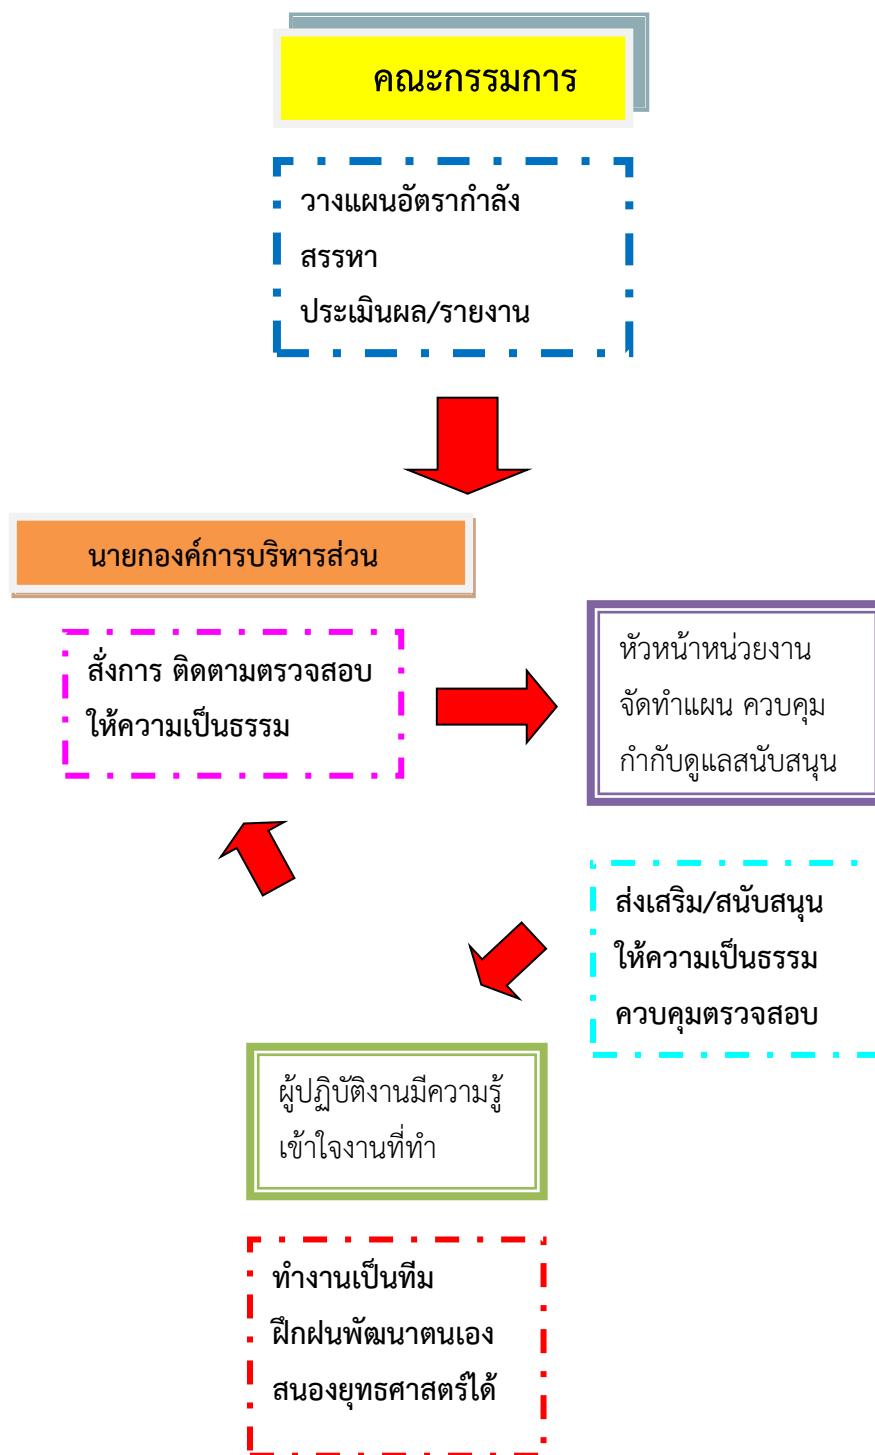 คณะกรรมการ
วางแผนอัตรากำลัง
สรรหา
ประเมินผล/รายงาน
นายกองค์การบริหารส่วน
สั่งการ ติดตามตรวจสอบ
ให้ความเป็นธรรม
หัวหน้าหน่วยงาน
จัดทำแผน ควบคุม
กำกับดูแลสนับสนุน
ส่งเสริม/สนับสนุน
ให้ความเป็นธรรม
ควบคุมตรวจสอบ
ผู้ปฏิบัติงานมีความรู้
เข้าใจงานที่ทำ
ทำงานเป็นทีม
ฝึกฝนพัฒนาตนเอง
สนองยุทธศาสตร์ได้